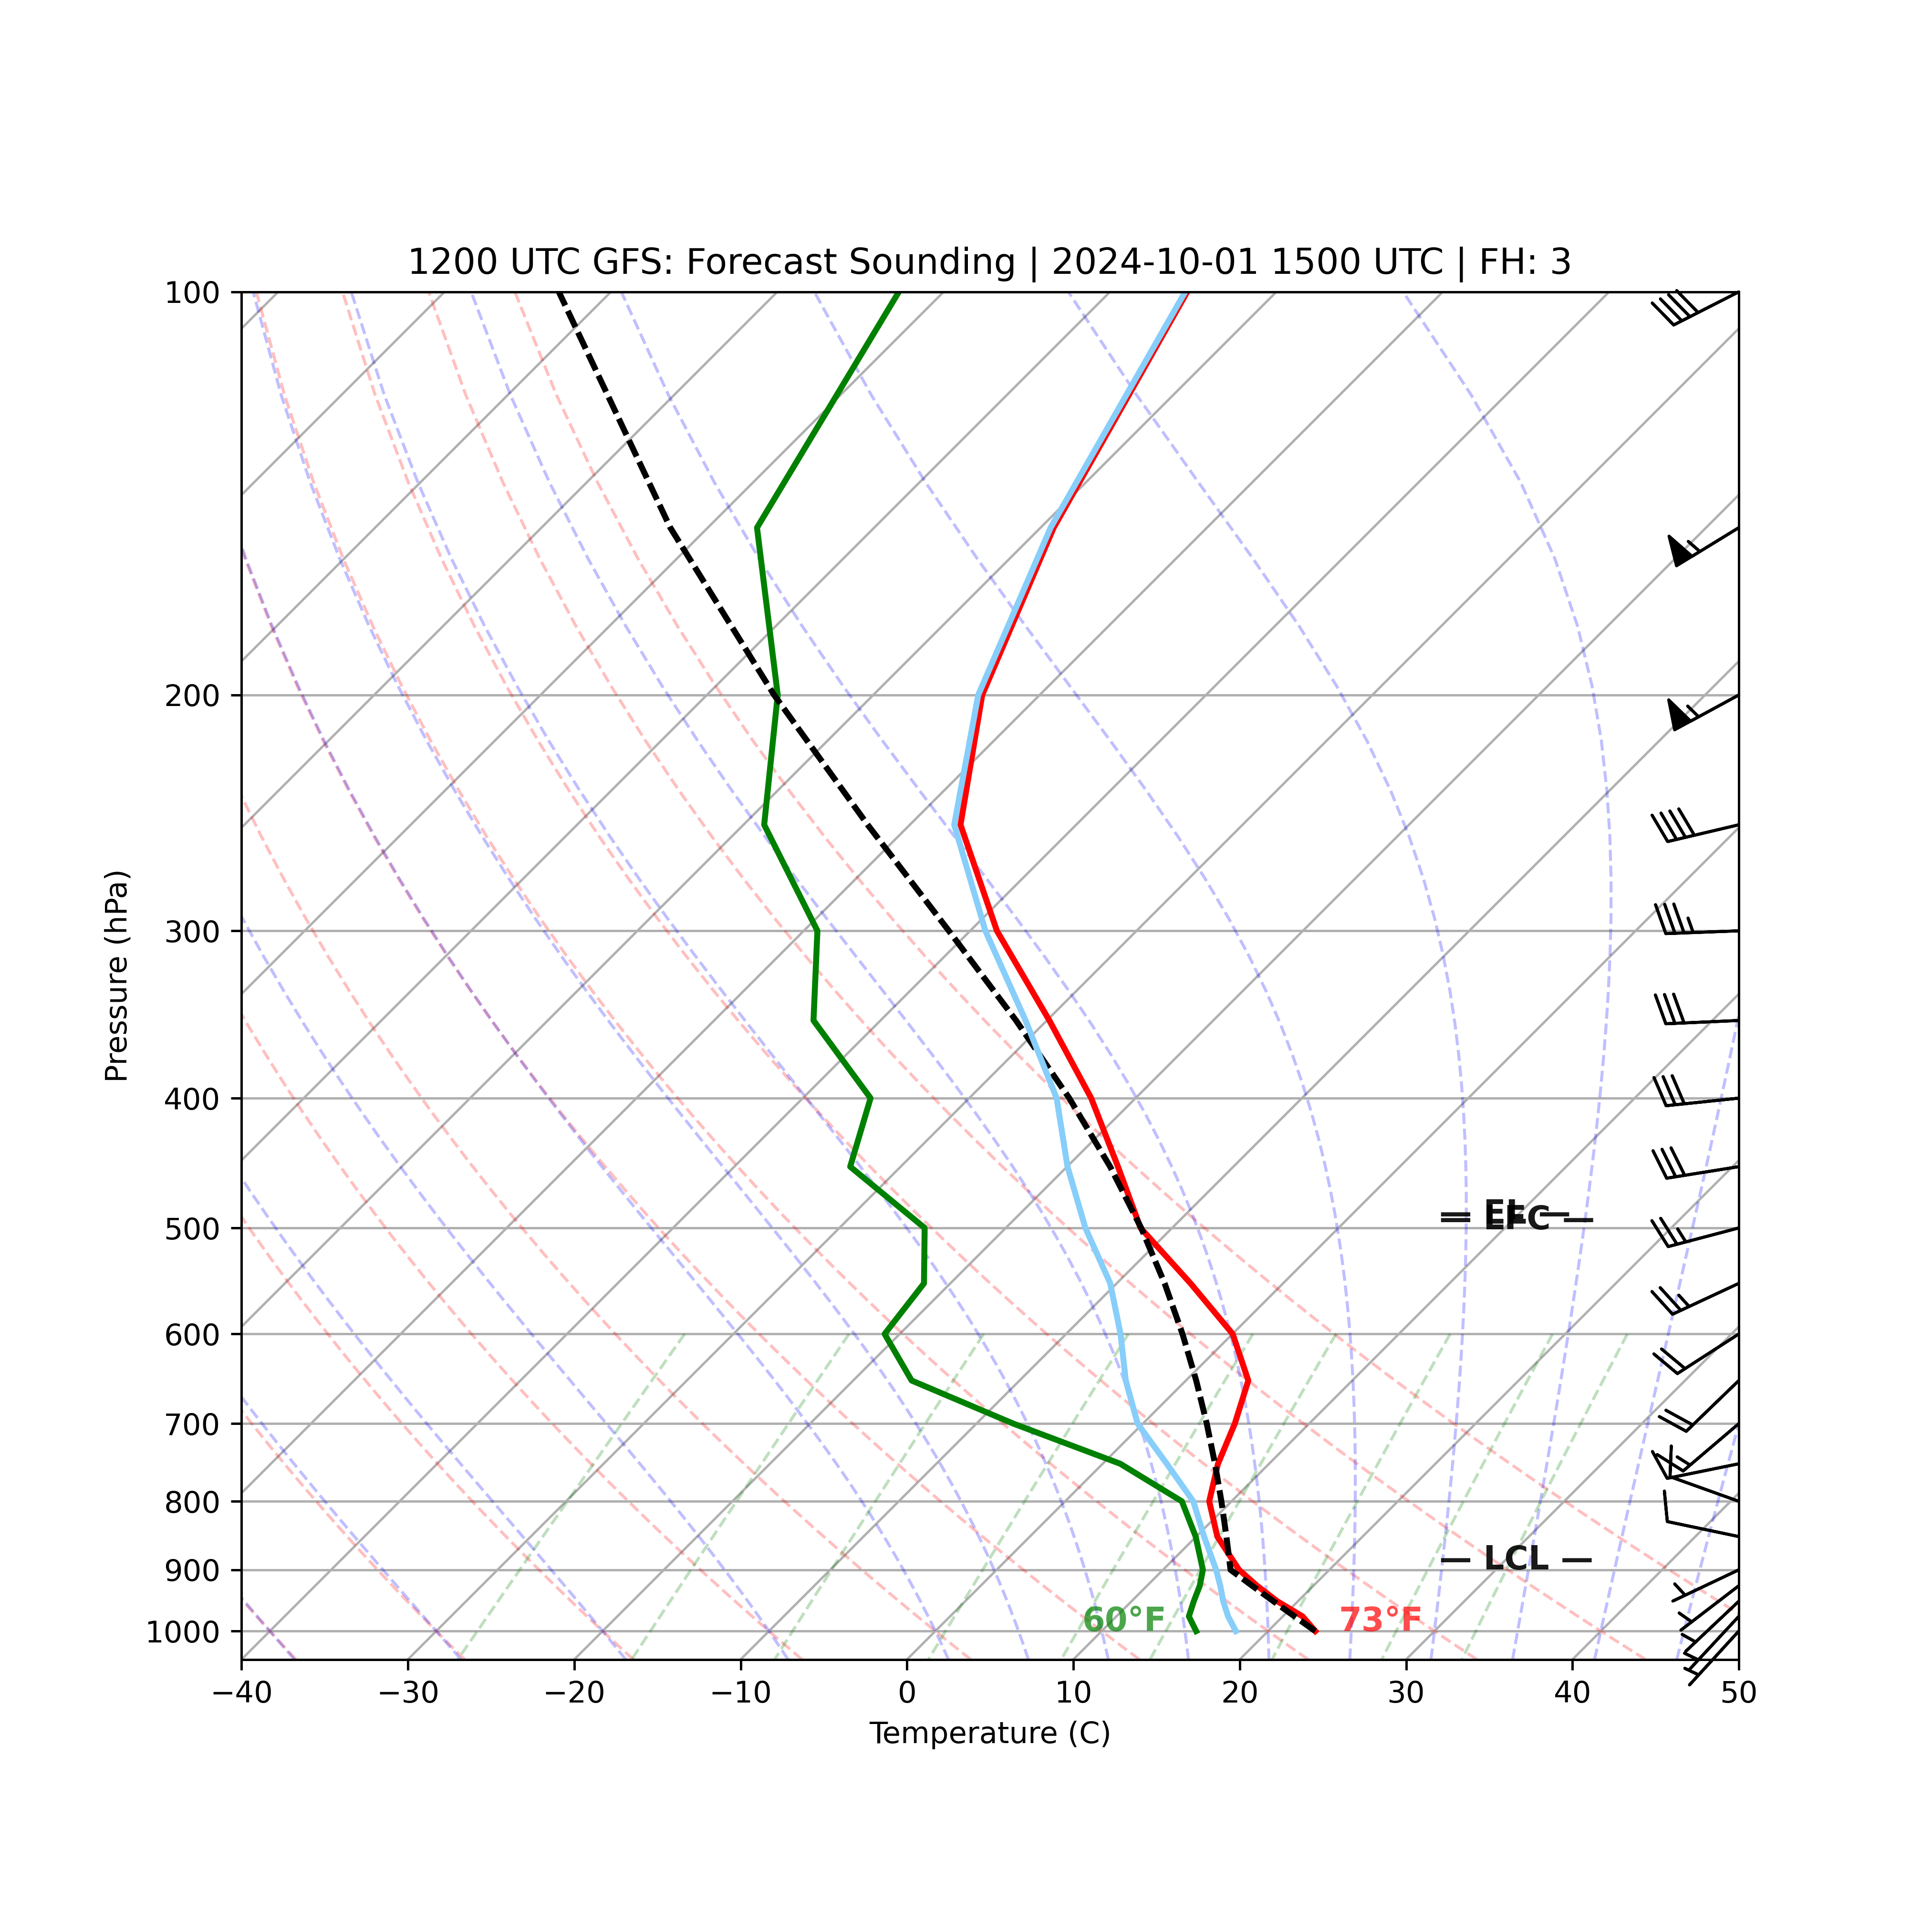 1200 UTC GFS: Forecast Sounding | 2024-10-01 1500 UTC | FH: 3
100
200
300
Pressure (hPa)
400
— EL —
— LFC —
500
600
700
800
— LCL —
900
60°F 73°F
1000
−40 −30 −20 −10 0 10 20 30 40 50
Temperature (C)